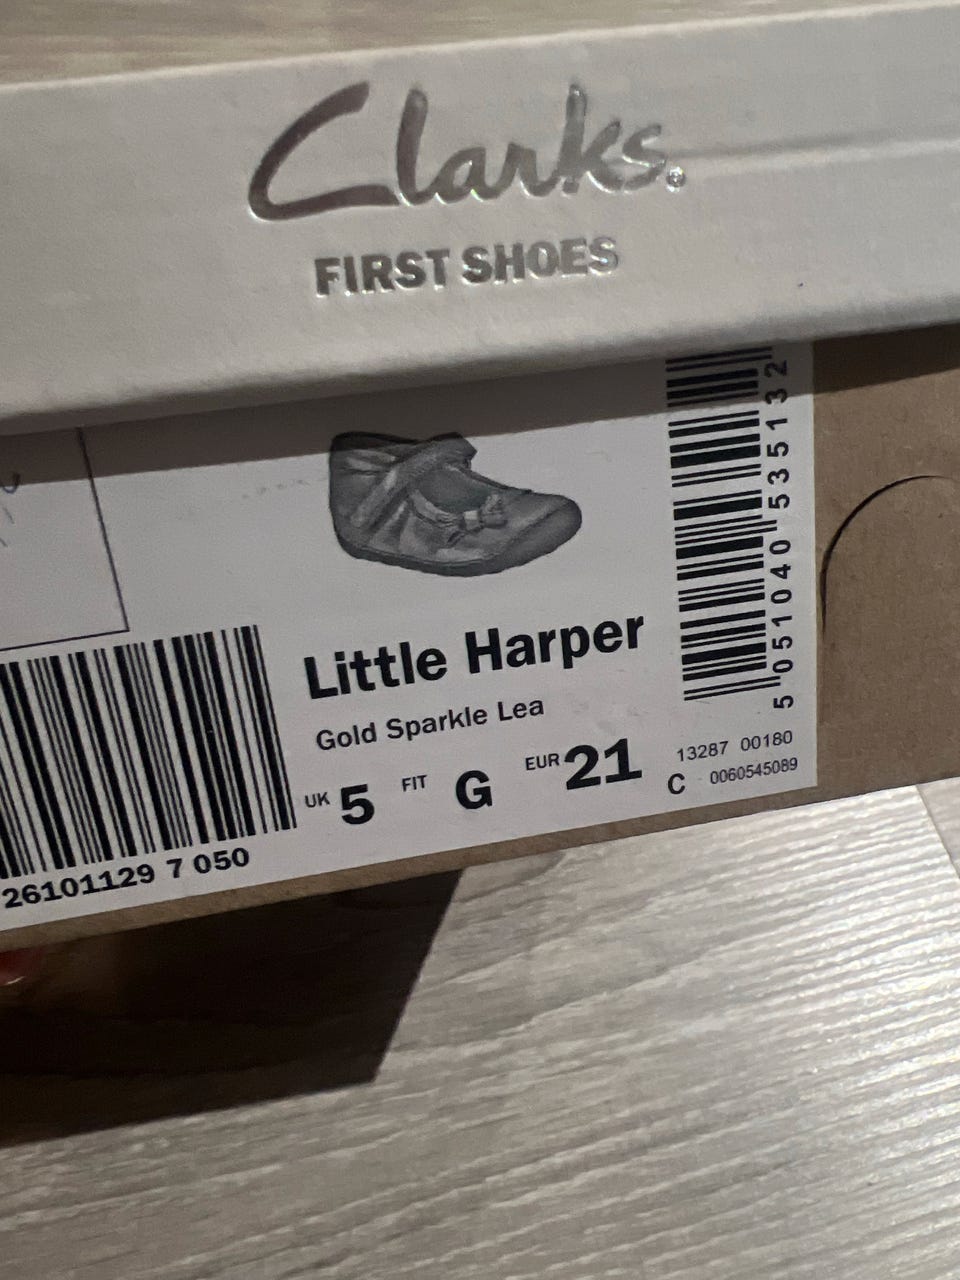 Clarks®
FIRST SHOES
Little Harper
Gold Sparkle Lea
UK 5 FIT G EUR 21
26101129 7 050
5 051040 535132
13287 00180
C 0060545089